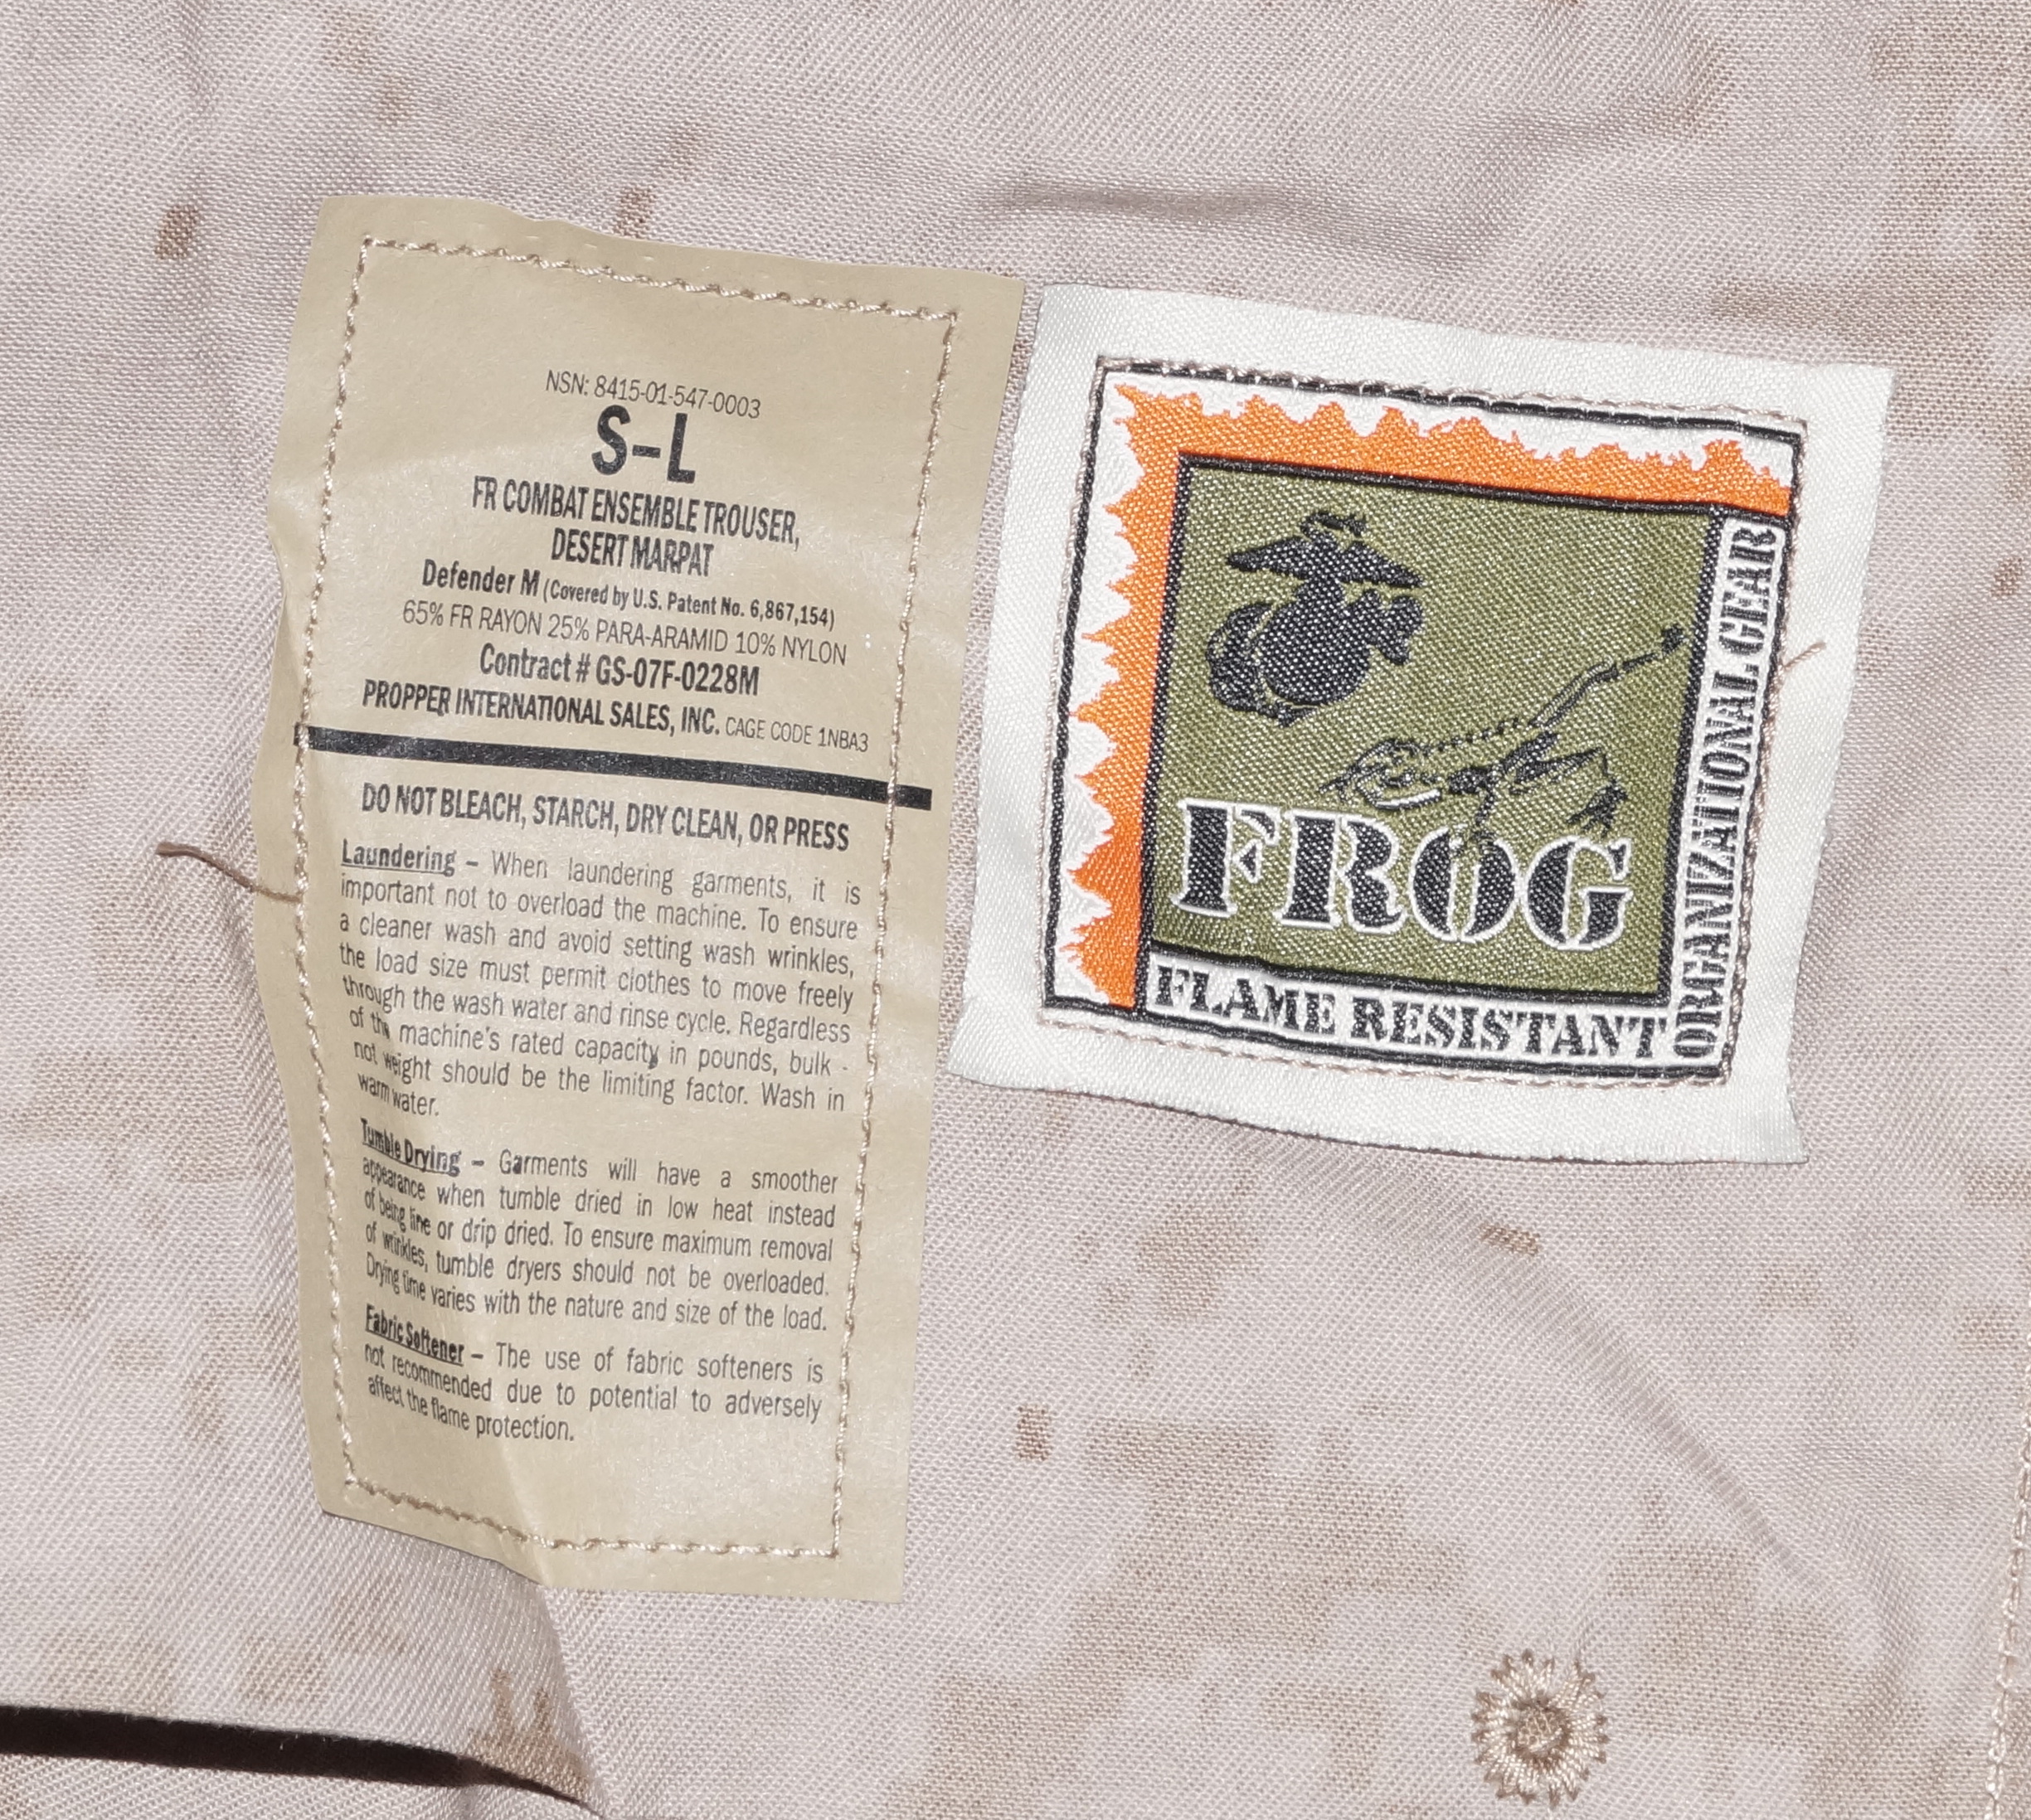 NSN: 8415-01-547-0003
S-L
FR COMBAT ENSEMBLE TROUSER,
DESERT MARPAT
Defender M (Covered by U.S. Patent No. 6,867,154)
65% FR RAYON 25% PARA-ARAMID 10% NYLON
Contract # GS-07F-0228M
PROPPER INTERNATIONAL SALES, INC. CAGE CODE 1NBA3
DO NOT BLEACH, STARCH, DRY CLEAN, OR PRESS
Laundering – When laundering garments, it is
important not to overload the machine. To ensure
a cleaner wash and avoid setting wash wrinkles,
the load size must permit clothes to move freely
through the wash water and rinse cycle. Regardless
of the machine's rated capacity in pounds, bulk -
not weight should be the limiting factor. Wash in
warm water.
Tumble Drying – Garments will have a smoother
appearance when tumble dried in low heat instead
of being line or drip dried. To ensure maximum removal
of wrinkles, tumble dryers should not be overloaded.
Drying time varies with the nature and size of the load.
Fabric Softener – The use of fabric softeners is
not recommended due to potential to adversely
affect the flame protection.
FROG
FLAME RESISTANT
ORGANIZATIONAL GEAR